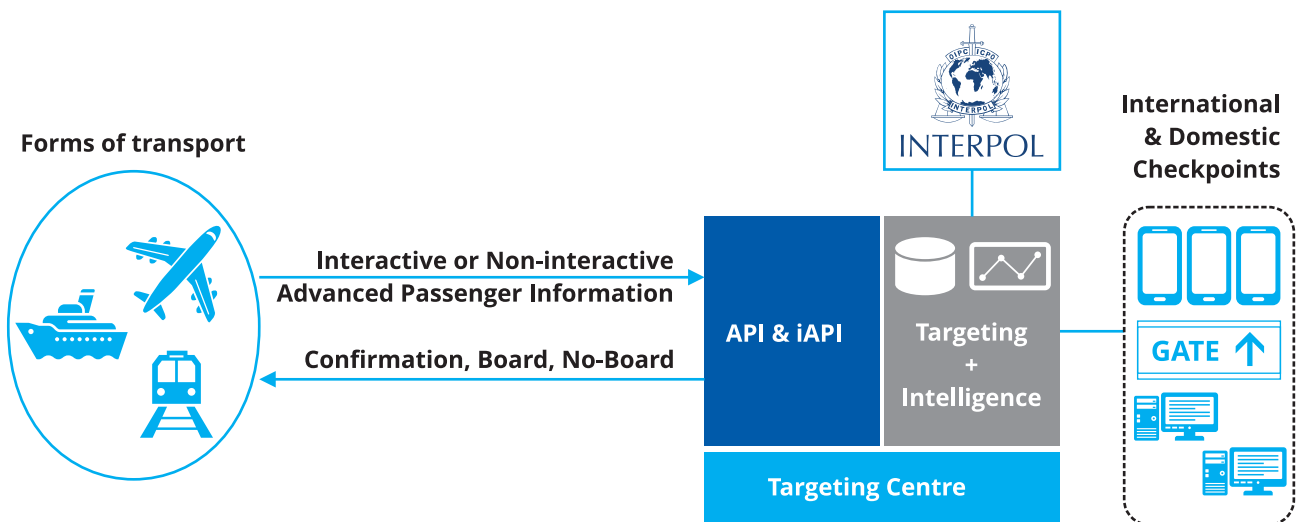 Forms of transport
Interactive or Non-interactive
Advanced Passenger Information
Confirmation, Board, No-Board
OIPC ICPO
INTERPOL
INTERPOL
API & iAPI
Targeting
+
Intelligence
Targeting Centre
International
& Domestic
Checkpoints
GATE